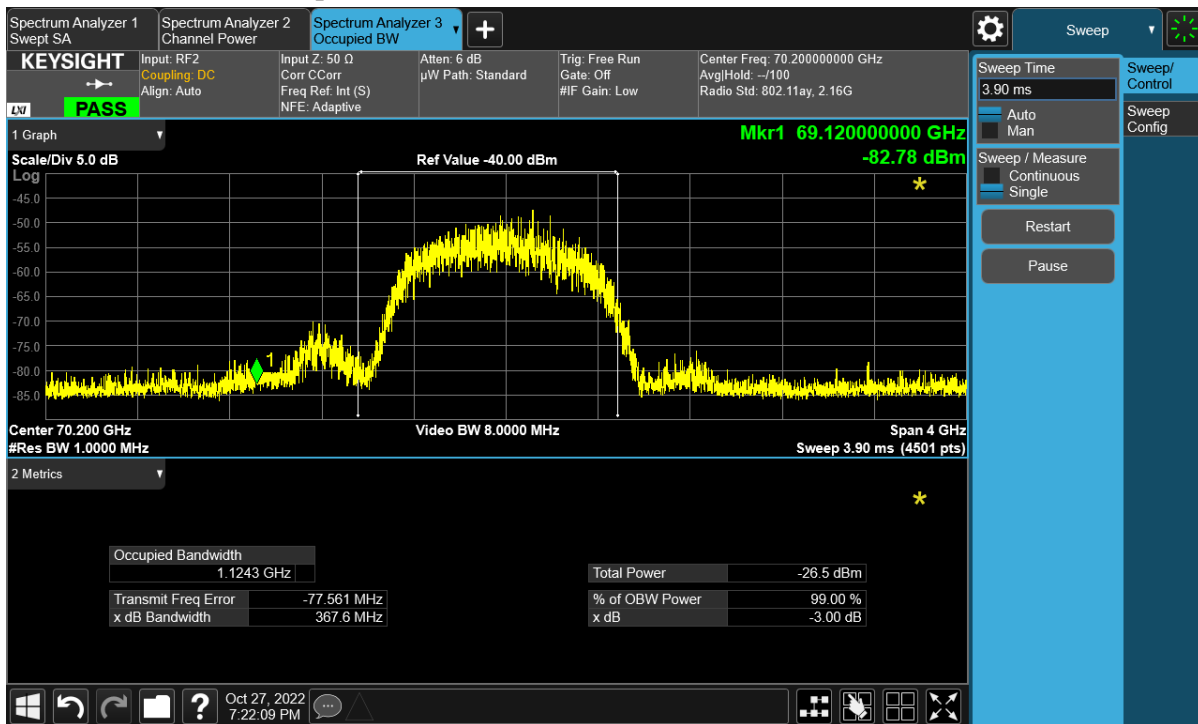 Spectrum Analyzer 1
Swept SA
Spectrum Analyzer 2
Channel Power
Spectrum Analyzer 3
Occupied BW
Sweep
KEYSIGHT
LXI
PASS
Input: RF2
Coupling: DC
Align: Auto
Input Z: 50 Ω
Corr CCorr
Freq Ref: Int (S)
NFE: Adaptive
Atten: 6 dB
µW Path: Standard
Trig: Free Run
Gate: Off
#IF Gain: Low
Center Freq: 70.200000000 GHz
Avg|Hold: --/100
Radio Std: 802.11ay, 2.16G
Sweep Time
3.90 ms
Auto
Man
Sweep / Measure
Continuous
Single
Restart
Pause
Sweep/
Control
Sweep
Config
1 Graph
Mkr1 69.120000000 GHz
-82.78 dBm
Scale/Div 5.0 dB
Ref Value -40.00 dBm
Log
-45.0
-50.0
-55.0
-60.0
-65.0
-70.0
-75.0
-80.0
-85.0
1
*
Center 70.200 GHz
#Res BW 1.0000 MHz
Video BW 8.0000 MHz
Span 4 GHz
Sweep 3.90 ms (4501 pts)
2 Metrics
*
Occupied Bandwidth
1.1243 GHz
Transmit Freq Error -77.561 MHz
x dB Bandwidth 367.6 MHz
Total Power -26.5 dBm
% of OBW Power 99.00 %
x dB -3.00 dB
?
Oct 27, 2022
7:22:09 PM